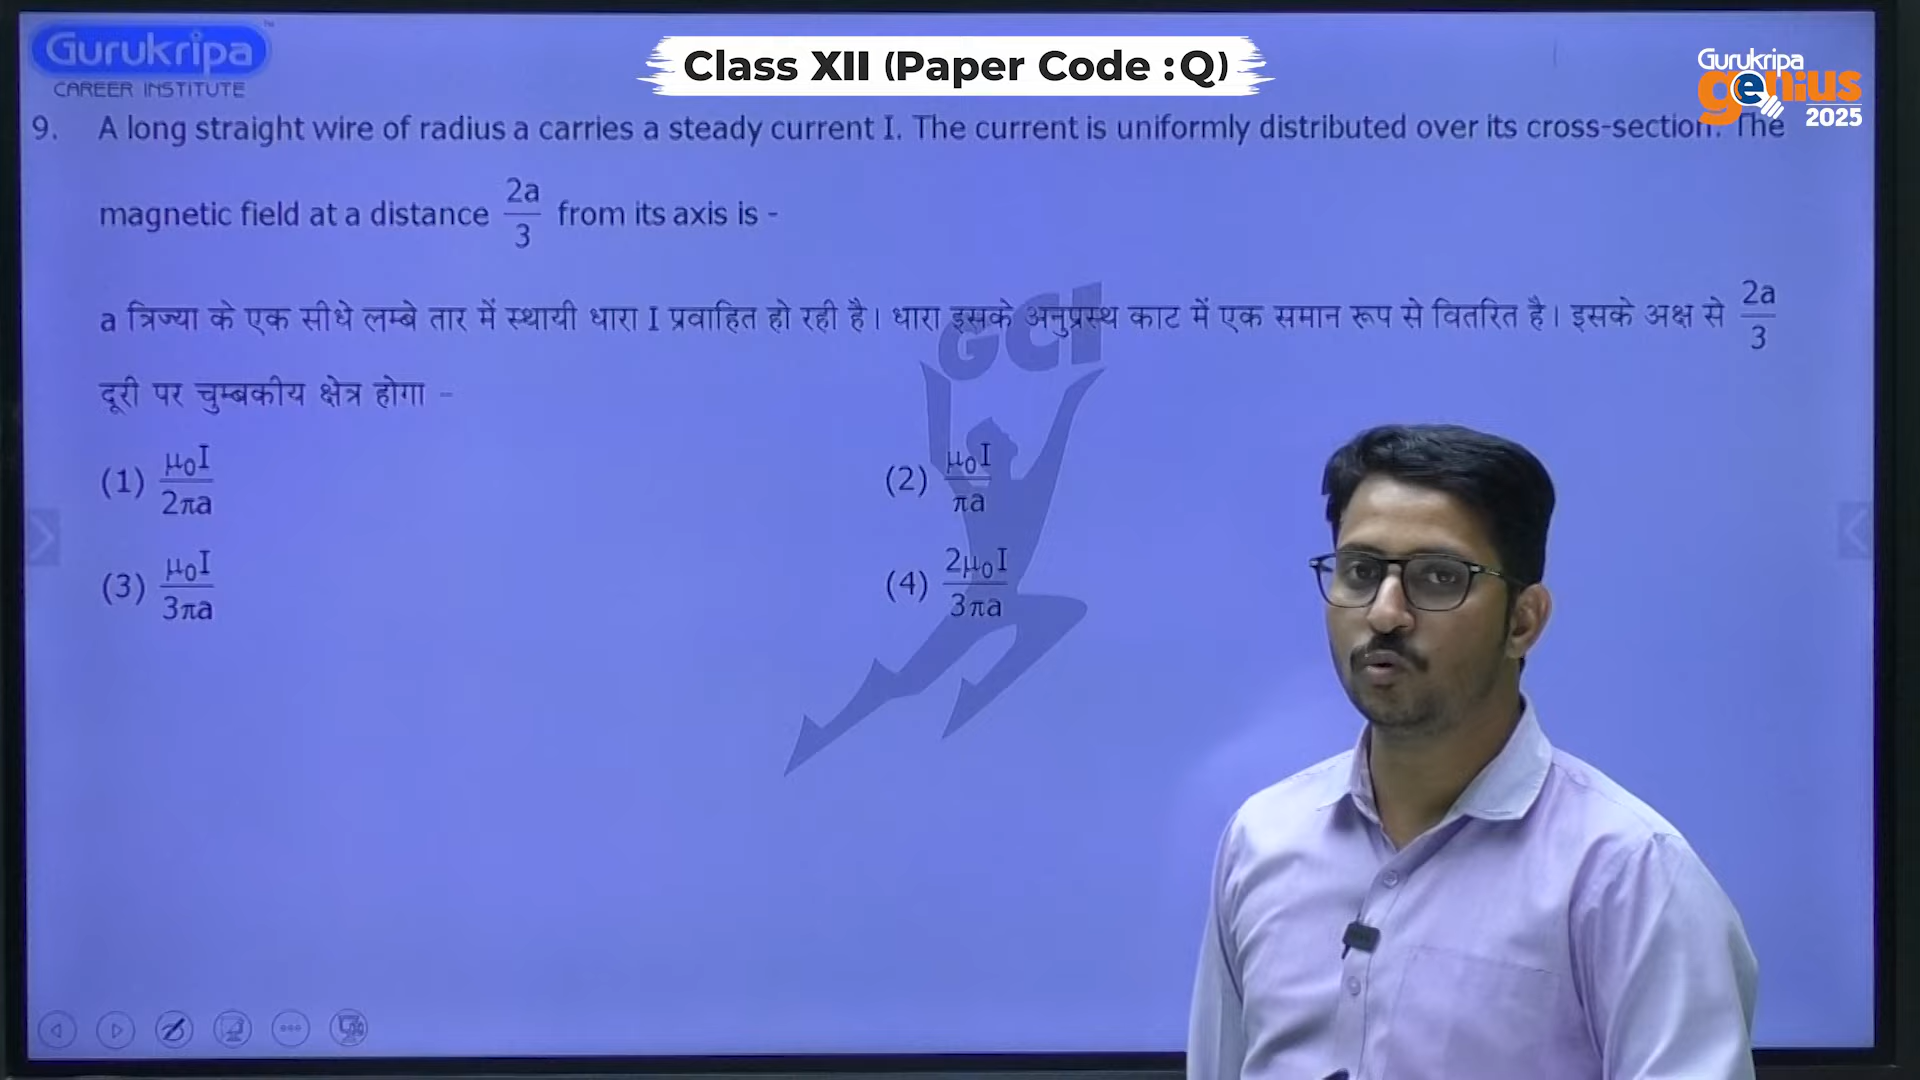 Gurukripa
CAREER INSTITUTE
Class XII (Paper Code :Q)
Gurukripa
genius
2025
9. A long straight wire of radius a carries a steady current I. The current is uniformly distributed over its cross-section. The
magnetic field at a distance 2a/3 from its axis is -
a त्रिज्या के एक सीधे लम्बे तार में स्थायी धारा I प्रवाहित हो रही है। धारा इसके अनुप्रस्थ काट में एक समान रूप से वितरित है। इसके अक्ष से 2a/3
दूरी पर चुम्बकीय क्षेत्र होगा -
GCI
(1) μ₀I/2πa (2) μ₀I/πa
(3) μ₀I/3πa (4) 2μ₀I/3πa